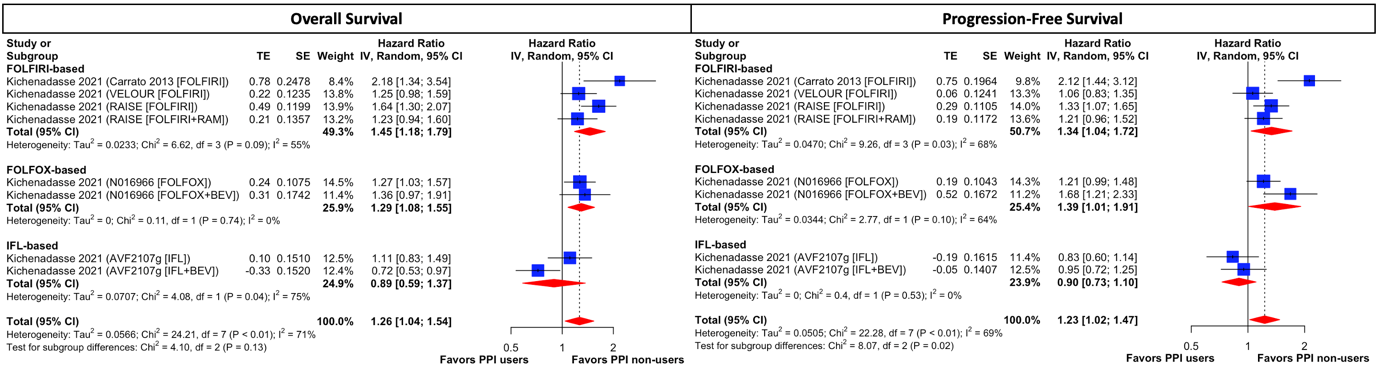 Overall Survival
Study or Subgroup TE SE Weight Hazard Ratio IV, Random, 95% CI Hazard Ratio IV, Random, 95% CI
FOLFIRI-based
Kichenadasse 2021 (Carrato 2013 [FOLFIRI]) 0.78 0.2478 8.4% 2.18 [1.34; 3.54]
Kichenadasse 2021 (VELOUR [FOLFIRI]) 0.22 0.1235 13.8% 1.25 [0.98; 1.59]
Kichenadasse 2021 (RAISE [FOLFIRI]) 0.49 0.1199 13.9% 1.64 [1.30; 2.07]
Kichenadasse 2021 (RAISE [FOLFIRI+RAM]) 0.21 0.1357 13.2% 1.23 [0.94; 1.60]
Total (95% CI) 49.3% 1.45 [1.18; 1.79]
Heterogeneity: Tau² = 0.0233; Chi² = 6.62, df = 3 (P = 0.09); I² = 55%
FOLFOX-based
Kichenadasse 2021 (N016966 [FOLFOX]) 0.24 0.1075 14.5% 1.27 [1.03; 1.57]
Kichenadasse 2021 (N016966 [FOLFOX+BEV]) 0.31 0.1742 11.4% 1.36 [0.97; 1.91]
Total (95% CI) 25.9% 1.29 [1.08; 1.55]
Heterogeneity: Tau² = 0; Chi² = 0.11, df = 1 (P = 0.74); I² = 0%
IFL-based
Kichenadasse 2021 (AVF2107g [IFL]) 0.10 0.1510 12.5% 1.11 [0.83; 1.49]
Kichenadasse 2021 (AVF2107g [IFL+BEV]) -0.33 0.1520 12.4% 0.72 [0.53; 0.97]
Total (95% CI) 24.9% 0.89 [0.59; 1.37]
Heterogeneity: Tau² = 0.0707; Chi² = 4.08, df = 1 (P = 0.04); I² = 75%
Total (95% CI) 100.0% 1.26 [1.04; 1.54]
Heterogeneity: Tau² = 0.0566; Chi² = 24.21, df = 7 (P < 0.01); I² = 71%
Test for subgroup differences: Chi² = 4.10, df = 2 (P = 0.13)
0.5 1 2
Favors PPI users Favors PPI non-users
Progression-Free Survival
Study or Subgroup TE SE Weight Hazard Ratio IV, Random, 95% CI Hazard Ratio IV, Random, 95% CI
FOLFIRI-based
Kichenadasse 2021 (Carrato 2013 [FOLFIRI]) 0.75 0.1964 9.8% 2.12 [1.44; 3.12]
Kichenadasse 2021 (VELOUR [FOLFIRI]) 0.06 0.1241 13.2% 1.06 [0.83; 1.35]
Kichenadasse 2021 (RAISE [FOLFIRI]) 0.29 0.1105 14.0% 1.33 [1.07; 1.65]
Kichenadasse 2021 (RAISE [FOLFIRI+RAM]) 0.19 0.1172 13.6% 1.21 [0.96; 1.52]
Total (95% CI) 50.7% 1.34 [1.04; 1.72]
Heterogeneity: Tau² = 0.0470; Chi² = 9.26, df = 3 (P = 0.03); I² = 68%
FOLFOX-based
Kichenadasse 2021 (N016966 [FOLFOX]) 0.19 0.1043 14.3% 1.21 [0.99; 1.48]
Kichenadasse 2021 (N016966 [FOLFOX+BEV]) 0.52 0.1672 11.2% 1.68 [1.21; 2.33]
Total (95% CI) 25.4% 1.39 [1.01; 1.91]
Heterogeneity: Tau² = 0.0344; Chi² = 2.77, df = 1 (P = 0.10); I² = 64%
IFL-based
Kichenadasse 2021 (AVF2107g [IFL]) -0.19 0.1615 11.4% 0.83 [0.60; 1.14]
Kichenadasse 2021 (AVF2107g [IFL+BEV]) -0.05 0.1407 12.5% 0.95 [0.72; 1.25]
Total (95% CI) 23.9% 0.90 [0.73; 1.10]
Heterogeneity: Tau² = 0; Chi² = 0.4, df = 1 (P = 0.53); I² = 0%
Total (95% CI) 100.0% 1.23 [1.02; 1.47]
Heterogeneity: Tau² = 0.0505; Chi² = 22.28, df = 7 (P < 0.01); I² = 69%
Test for subgroup differences: Chi² = 8.07, df = 2 (P = 0.02)
0.5 1 2
Favors PPI users Favors PPI non-users